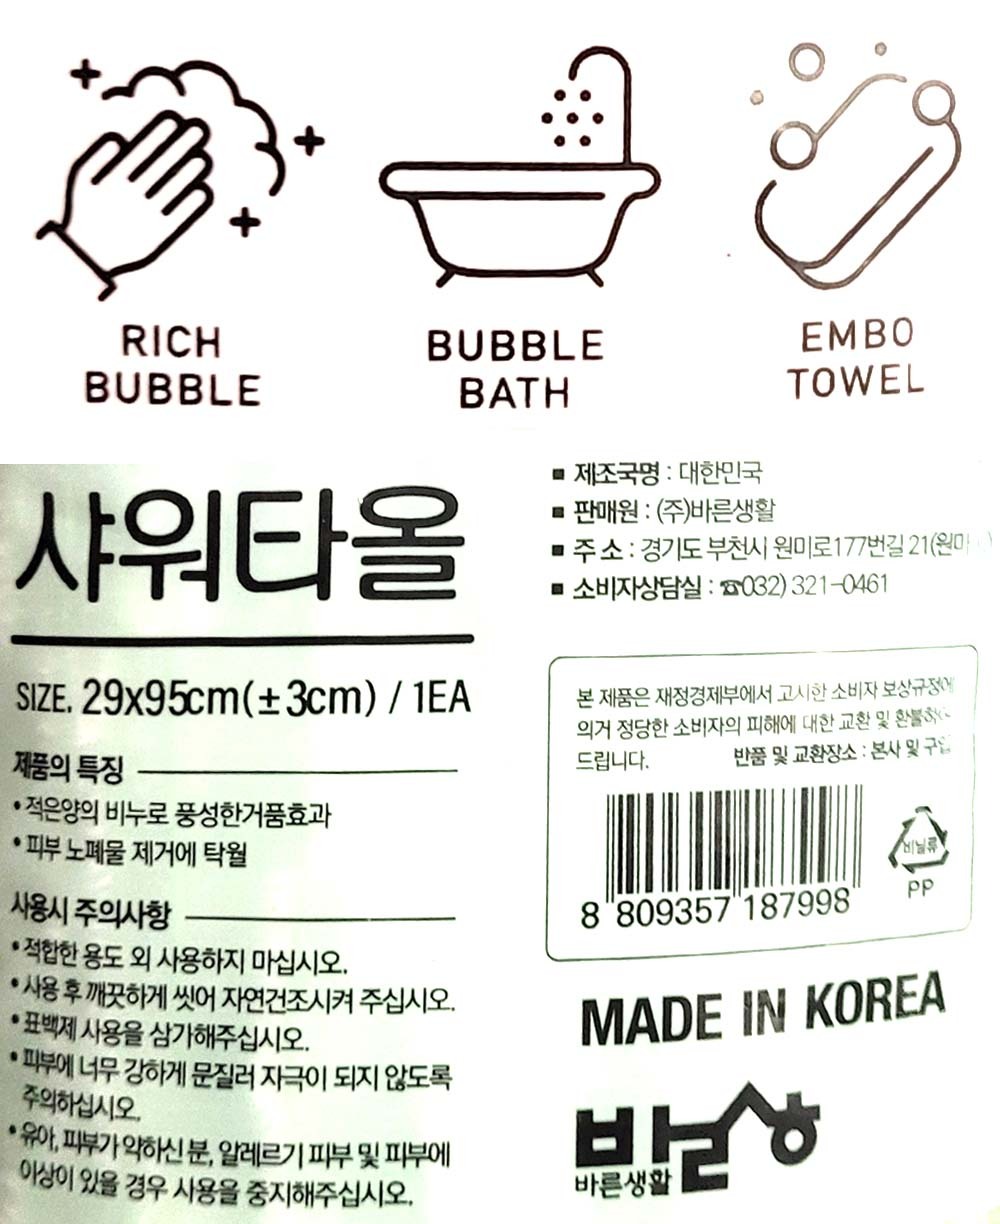 RICH
BUBBLE
BUBBLE
BATH
EMBO
TOWEL
샤워타올
SIZE. 29x95cm(±3cm) / 1EA
제품의 특징
•적은양의 비누로 풍성한거품효과
•피부 노폐물 제거에 탁월
사용시 주의사항
•적합한 용도 외 사용하지 마십시오.
•사용 후 깨끗하게 씻어 자연건조시켜 주십시오.
•표백제 사용을 삼가해주십시오.
•피부에 너무 강하게 문질러 자극이 되지 않도록
주의하십시오.
•유아, 피부가 약하신 분, 알레르기 피부 및 피부에
이상이 있을 경우 사용을 중지해주십시오.
■ 제조국명 : 대한민국
■ 판매원 : (주)바른생활
■ 주 소 : 경기도 부천시 원미로177번길 21
■ 소비자상담실 : ☎032) 321-0461
본 제품은 재정경제부에서 고시한 소비자 보상규정에
의거 정당한 소비자의 피해에 대한 교환 및
드립니다. 반품 및 교환장소 : 본사 및
8 809357 187998
비닐류
PP
MADE IN KOREA
바른생활